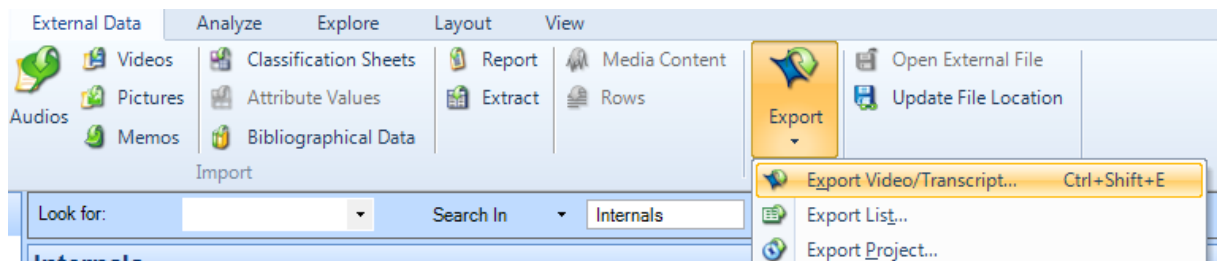 External Data Analyze Explore Layout View
Videos Classification Sheets Report Media Content Open External File
Pictures Attribute Values Extract Rows Update File Location
Audios Export
Memos Bibliographical Data
Import
Export Video/Transcript... Ctrl+Shift+E
Look for: Search In Internals Export List...
Export Project...
Internals